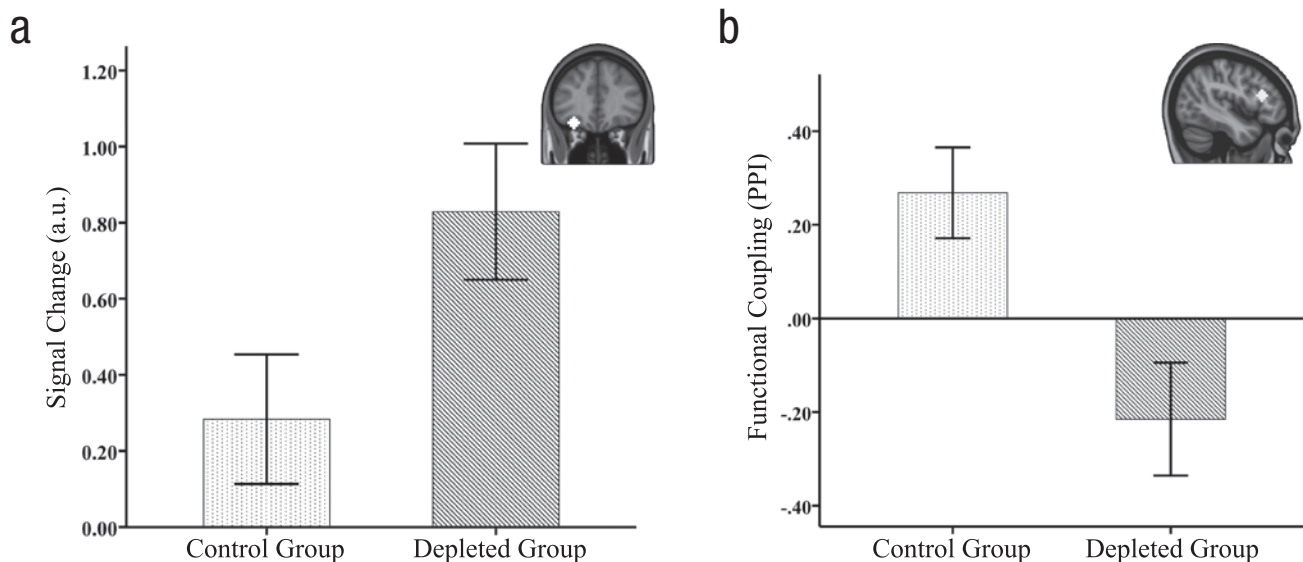 a
Signal Change (a.u.)
1.20
1.00
0.80
0.60
0.40
0.20
0.00
Control Group
Depleted Group
b
Functional Coupling (PPI)
.40
.20
.00
-.20
-.40
Control Group
Depleted Group